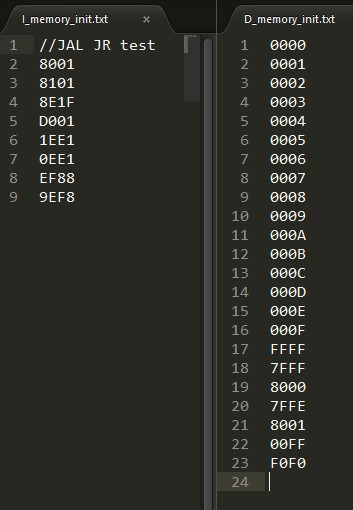 I_memory_init.txt ×
1 //JAL JR test
2 8001
3 8101
4 8E1F
5 D001
6 1EE1
7 0EE1
8 EF88
9 9EF8
D_memory_init.txt
1 0000
2 0001
3 0002
4 0003
5 0004
6 0005
7 0006
8 0007
9 0008
10 0009
11 000A
12 000B
13 000C
14 000D
15 000E
16 000F
17 FFFF
18 7FFF
19 8000
20 7FFE
21 8001
22 00FF
23 F0F0
24